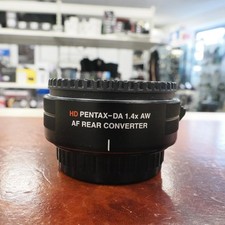 HD PENTAX-DA 1.4x AW
AF REAR CONVERTER